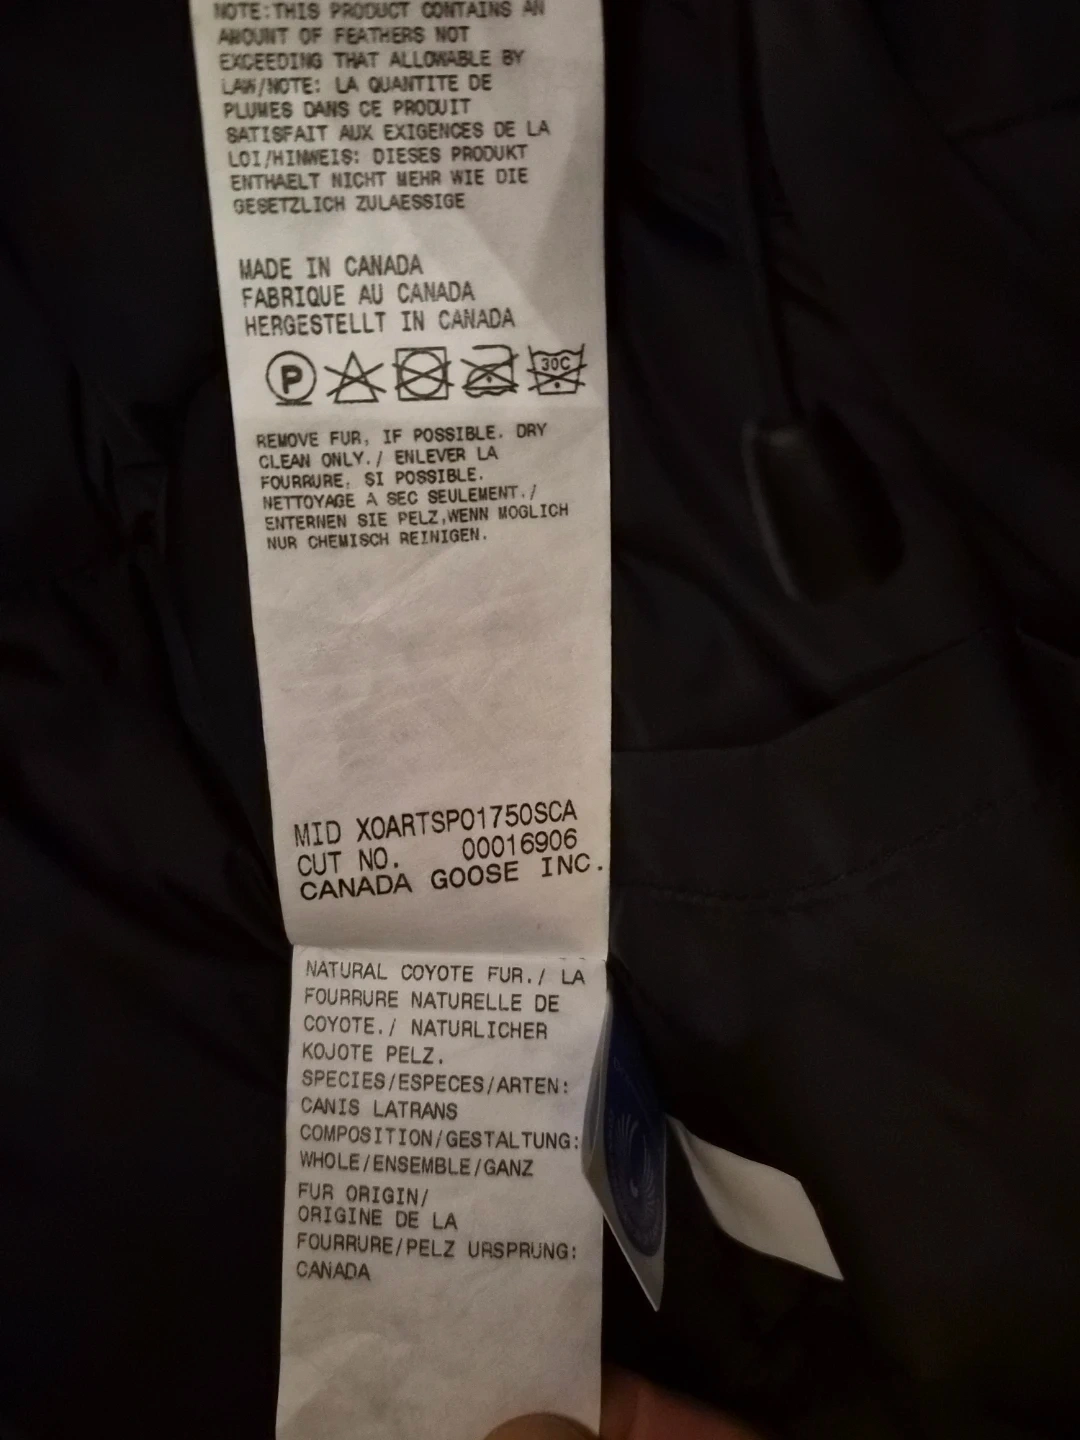 NOTE:THIS PRODUCT CONTAINS AN
AMOUNT OF FEATHERS NOT
EXCEEDING THAT ALLOWABLE BY
LAW/NOTE: LA QUANTITE DE
PLUMES DANS CE PRODUIT
SATISFAIT AUX EXIGENCES DE LA
LOI/HINWEIS: DIESES PRODUKT
ENTHAELT NICHT MEHR WIE DIE
GESETZLICH ZULAESSIGE
MADE IN CANADA
FABRIQUE AU CANADA
HERGESTELLT IN CANADA
P 30C
REMOVE FUR, IF POSSIBLE. DRY
CLEAN ONLY./ ENLEVER LA
FOURRURE, SI POSSIBLE.
NETTOYAGE A SEC SEULEMENT./
ENTERNEN SIE PELZ,WENN MOGLICH
NUR CHEMISCH REINIGEN.
MID XOARTSPO1750SCA
CUT NO. 00016906
CANADA GOOSE INC.
NATURAL COYOTE FUR./ LA
FOURRURE NATURELLE DE
COYOTE./ NATURLICHER
KOJOTE PELZ.
SPECIES/ESPECES/ARTEN:
CANIS LATRANS
COMPOSITION/GESTALTUNG:
WHOLE/ENSEMBLE/GANZ
FUR ORIGIN/
ORIGINE DE LA
FOURRURE/PELZ URSPRUNG:
CANADA